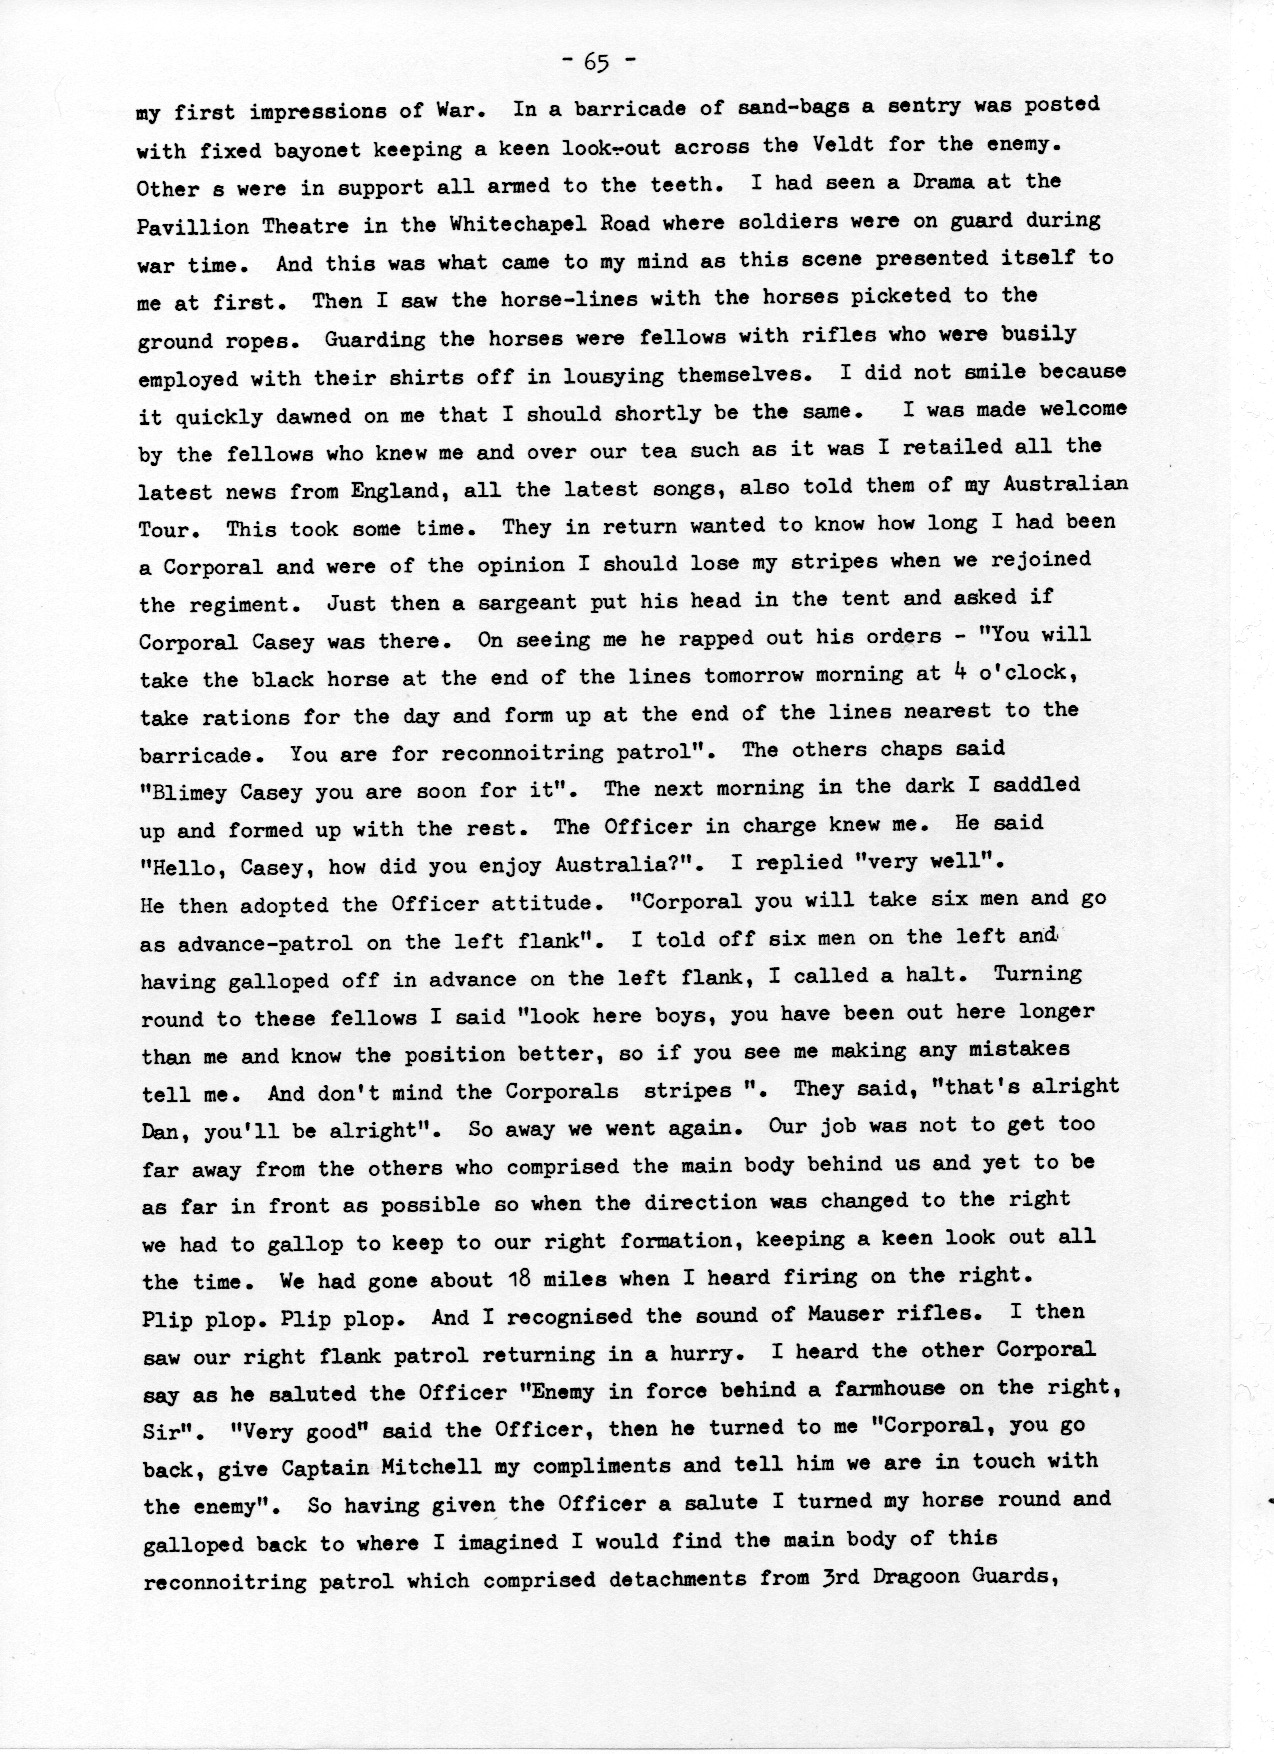 - 65 -
my first impressions of War. In a barricade of sand-bags a sentry was posted
with fixed bayonet keeping a keen look-out across the Veldt for the enemy.
Other s were in support all armed to the teeth. I had seen a Drama at the
Pavillion Theatre in the Whitechapel Road where soldiers were on guard during
war time. And this was what came to my mind as this scene presented itself to
me at first. Then I saw the horse-lines with the horses picketed to the
ground ropes. Guarding the horses were fellows with rifles who were busily
employed with their shirts off in lousying themselves. I did not smile because
it quickly dawned on me that I should shortly be the same. I was made welcome
by the fellows who knew me and over our tea such as it was I retailed all the
latest news from England, all the latest songs, also told them of my Australian
Tour. This took some time. They in return wanted to know how long I had been
a Corporal and were of the opinion I should lose my stripes when we rejoined
the regiment. Just then a sargeant put his head in the tent and asked if
Corporal Casey was there. On seeing me he rapped out his orders - "You will
take the black horse at the end of the lines tomorrow morning at 4 o'clock,
take rations for the day and form up at the end of the lines nearest to the
barricade. You are for reconnoitring patrol". The others chaps said
"Blimey Casey you are soon for it". The next morning in the dark I saddled
up and formed up with the rest. The Officer in charge knew me. He said
"Hello, Casey, how did you enjoy Australia?". I replied "very well".
He then adopted the Officer attitude. "Corporal you will take six men and go
as advance-patrol on the left flank". I told off six men on the left and
having galloped off in advance on the left flank, I called a halt. Turning
round to these fellows I said "look here boys, you have been out here longer
than me and know the position better, so if you see me making any mistakes
tell me. And don't mind the Corporals stripes ". They said, "that's alright
Dan, you'll be alright". So away we went again. Our job was not to get too
far away from the others who comprised the main body behind us and yet to be
as far in front as possible so when the direction was changed to the right
we had to gallop to keep to our right formation, keeping a keen look out all
the time. We had gone about 18 miles when I heard firing on the right.
Plip plop. Plip plop. And I recognised the sound of Mauser rifles. I then
saw our right flank patrol returning in a hurry. I heard the other Corporal
say as he saluted the Officer "Enemy in force behind a farmhouse on the right,
Sir". "Very good" said the Officer, then he turned to me "Corporal, you go
back, give Captain Mitchell my compliments and tell him we are in touch with
the enemy". So having given the Officer a salute I turned my horse round and
galloped back to where I imagined I would find the main body of this
reconnoitring patrol which comprised detachments from 3rd Dragoon Guards,